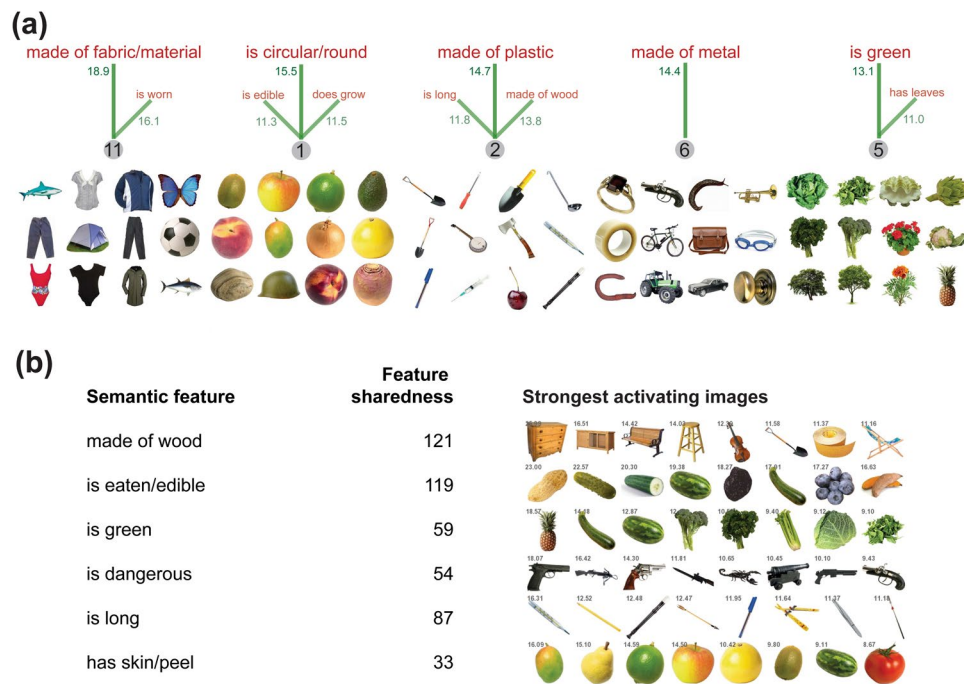 (a)
made of fabric/material
is circular/round
made of plastic
made of metal
is green
18.9
15.5
14.7
14.4
13.1
is worn
is edible
does grow
is long
made of wood
has leaves
16.1
11.3
11.5
11.8
13.8
11.0
11
1
2
6
5
(b)
Semantic feature
Feature
sharedness
Strongest activating images
made of wood 121
16.51 14.42 11.58 11.37 11.16
is eaten/edible 119
23.00 22.57 20.30 19.38 18.27 17.27 16.63
is green 59
18.57 14.48 12.87 9.40 9.12 9.10
is dangerous 54
18.07 16.42 14.30 11.81 10.65 10.45 10.10 9.43
is long 87
16.31 12.52 12.48 12.47 11.95 11.64 11.37 11.18
has skin/peel 33
16.09 15.10 14.59 14.50 10.42 9.80 9.11 8.67